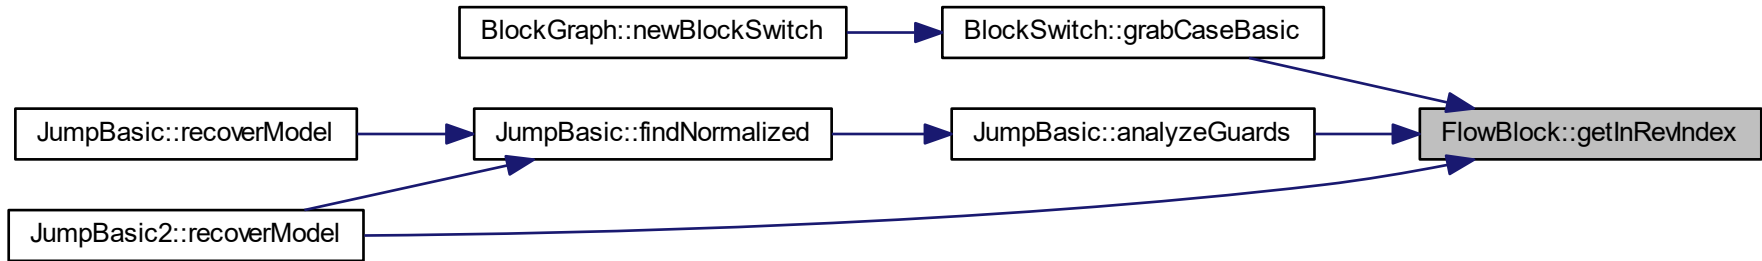 BlockGraph::newBlockSwitch
BlockSwitch::grabCaseBasic
JumpBasic::recoverModel
JumpBasic::findNormalized
JumpBasic::analyzeGuards
FlowBlock::getInRevIndex
JumpBasic2::recoverModel